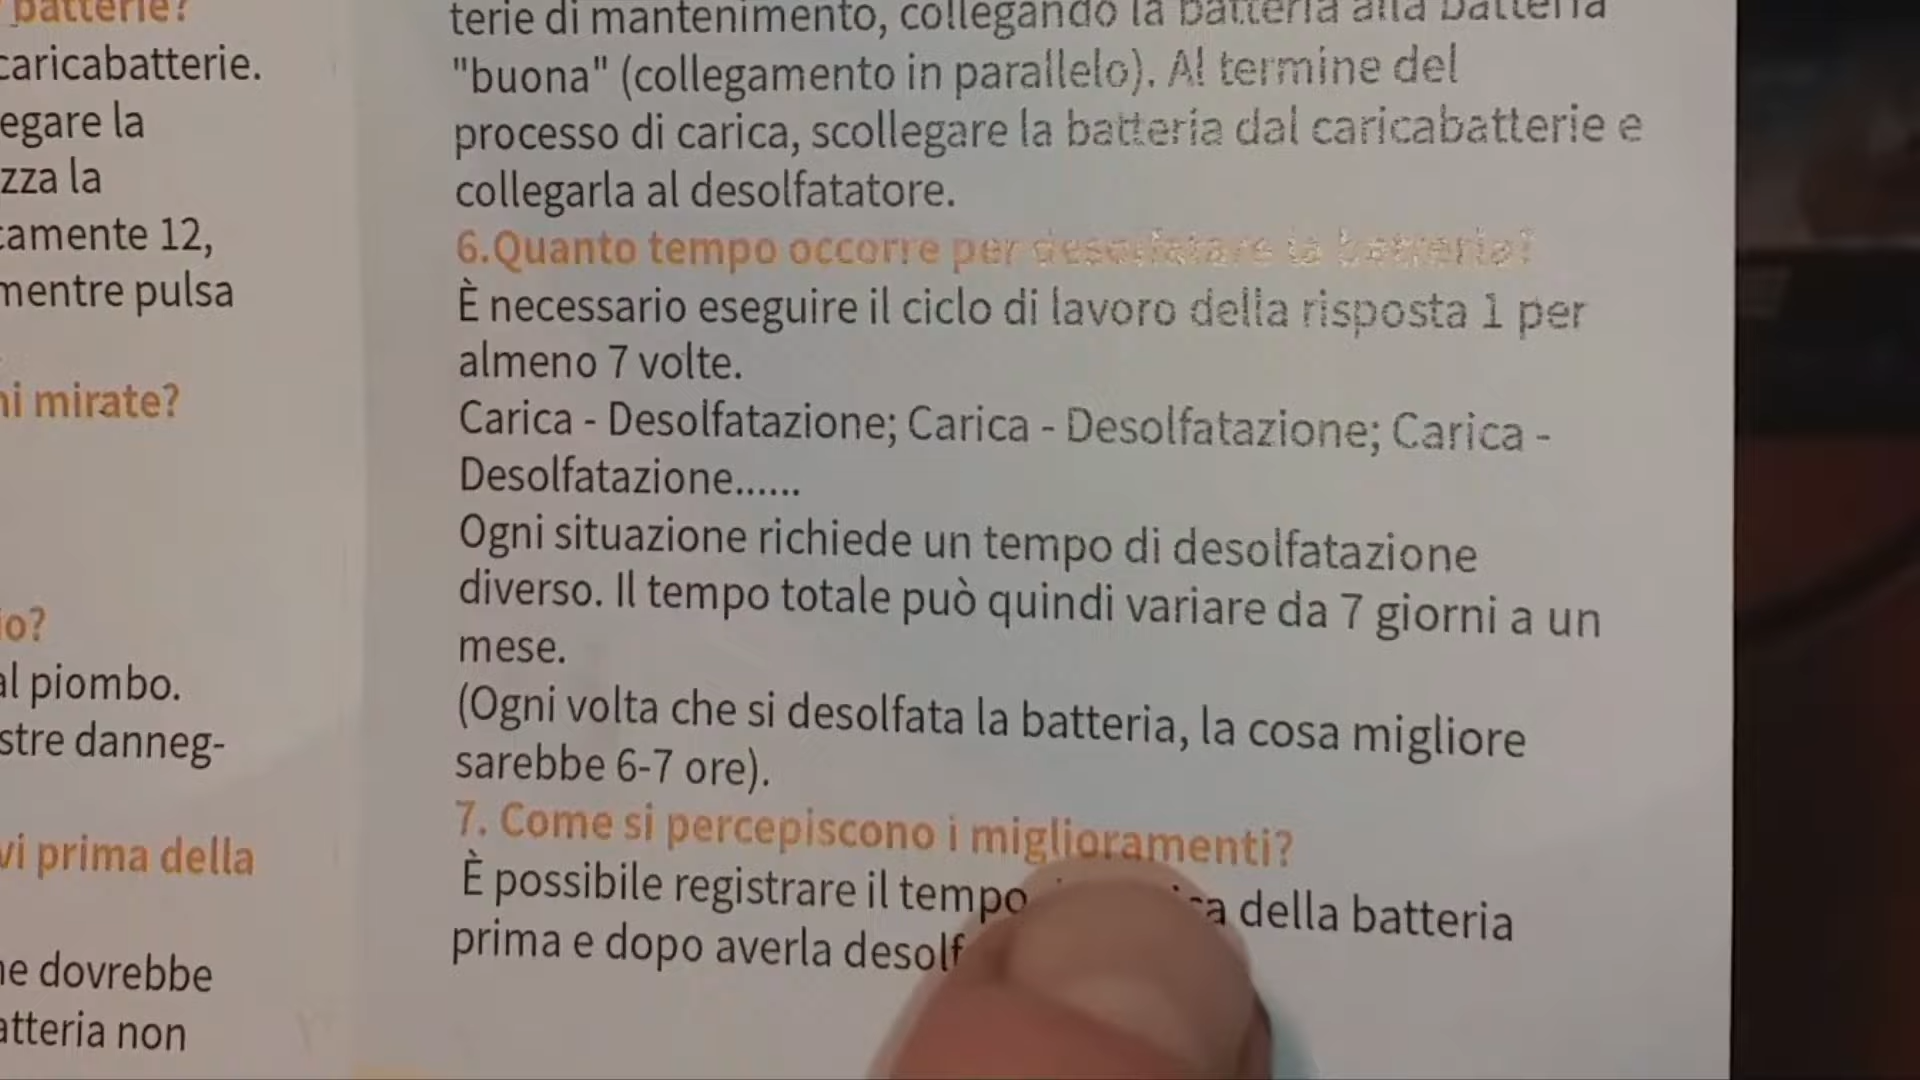 batterie?
caricabatterie.
egare la
zza la
camente 12,
mentre pulsa
ni mirate?
io?
al piombo.
stre danneg-
vi prima della
ne dovrebbe
atteria non
terie di mantenimento, collegando la batteria alla batteria
"buona" (collegamento in parallelo). Al termine del
processo di carica, scollegare la batteria dal caricabatterie e
collegarla al desolfatatore.
6.Quanto tempo occorre per desolfatare la batteria?
È necessario eseguire il ciclo di lavoro della risposta 1 per
almeno 7 volte.
Carica - Desolfatazione; Carica - Desolfatazione; Carica -
Desolfatazione......
Ogni situazione richiede un tempo di desolfatazione
diverso. Il tempo totale può quindi variare da 7 giorni a un
mese.
(Ogni volta che si desolfata la batteria, la cosa migliore
sarebbe 6-7 ore).
7. Come si percepiscono i miglioramenti?
È possibile registrare il tempo della batteria
prima e dopo averla desolf